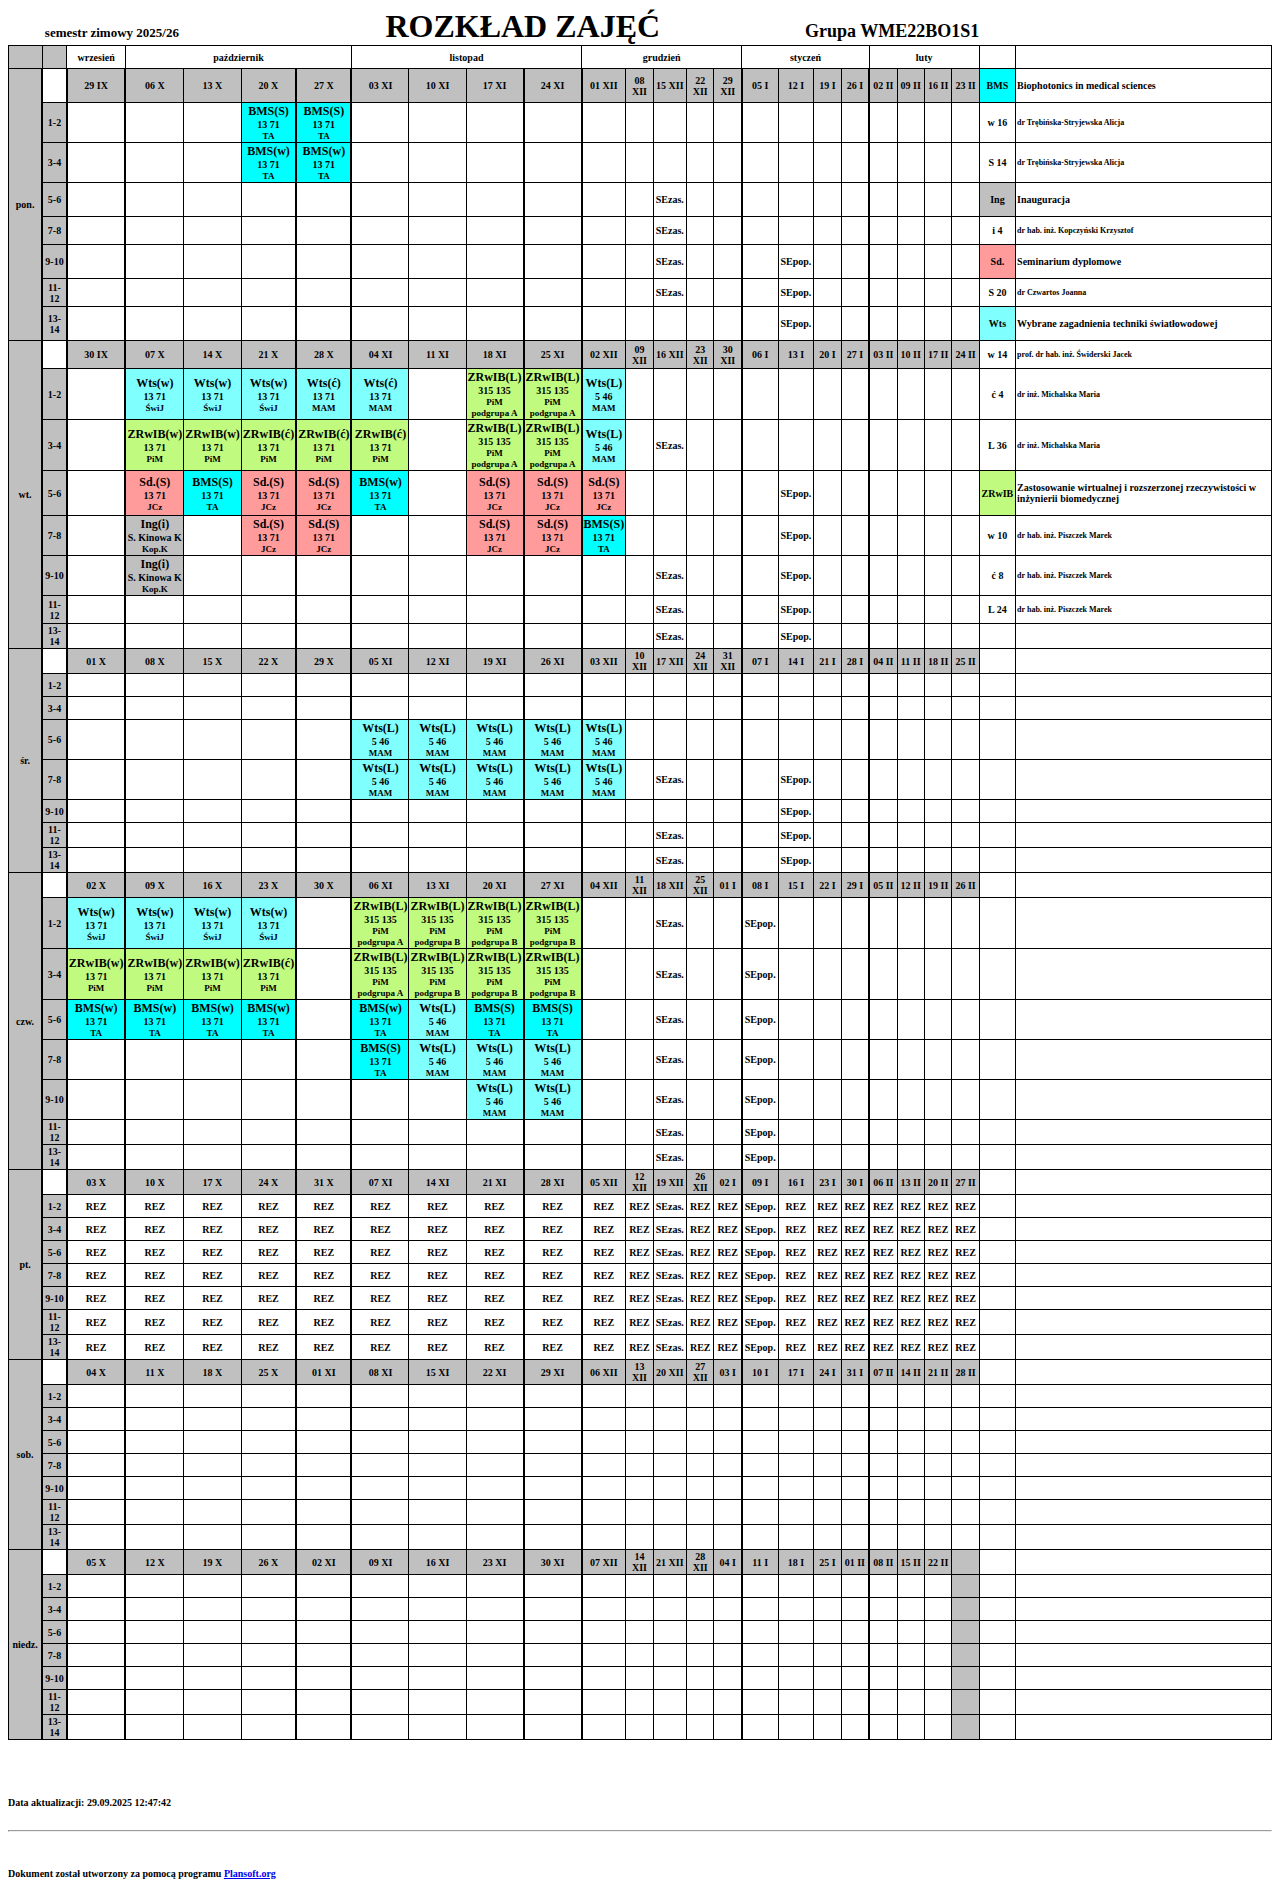 semestr zimowy 2025/26 ROZKŁAD ZAJĘĆ Grupa WME22BO1S1
wrzesień październik listopad grudzień styczeń luty
pon.
29 IX 06 X 13 X 20 X 27 X 03 XI 10 XI 17 XI 24 XI 01 XII 08 XII 15 XII 22 XII 29 XII 05 I 12 I 19 I 26 I 02 II 09 II 16 II 23 II BMS Biophotonics in medical sciences
1-2 BMS(S) 13 71 TA BMS(S) 13 71 TA w 16 dr Trębińska-Stryjewska Alicja
3-4 BMS(w) 13 71 TA BMS(w) 13 71 TA S 14 dr Trębińska-Stryjewska Alicja
5-6 SEzas. Ing Inauguracja
7-8 SEzas. i 4 dr hab. inż. Kopczyński Krzysztof
9-10 SEzas. SEpop. Sd. Seminarium dyplomowe
11-12 SEzas. SEpop. S 20 dr Czwartos Joanna
13-14 SEpop. Wts Wybrane zagadnienia techniki światłowodowej
wt.
30 IX 07 X 14 X 21 X 28 X 04 XI 11 XI 18 XI 25 XI 02 XII 09 XII 16 XII 23 XII 30 XII 06 I 13 I 20 I 27 I 03 II 10 II 17 II 24 II w 14 prof. dr hab. inż. Świderski Jacek
1-2 Wts(w) 13 71 ŚwiJ Wts(w) 13 71 ŚwiJ Wts(w) 13 71 ŚwiJ Wts(ć) 13 71 MAM Wts(ć) 13 71 MAM ZRwIB(L) 315 135 PiM podgrupa A ZRwIB(L) 315 135 PiM podgrupa A Wts(L) 5 46 MAM ć 4 dr inż. Michalska Maria
3-4 ZRwIB(w) 13 71 PiM ZRwIB(w) 13 71 PiM ZRwIB(ć) 13 71 PiM ZRwIB(ć) 13 71 PiM ZRwIB(ć) 13 71 PiM ZRwIB(L) 315 135 PiM podgrupa A ZRwIB(L) 315 135 PiM podgrupa A Wts(L) 5 46 MAM SEzas. L 36 dr inż. Michalska Maria
5-6 Sd.(S) 13 71 JCz BMS(S) 13 71 TA Sd.(S) 13 71 JCz Sd.(S) 13 71 JCz BMS(w) 13 71 TA Sd.(S) 13 71 JCz Sd.(S) 13 71 JCz Sd.(S) 13 71 JCz SEpop. ZRwIB Zastosowanie wirtualnej i rozszerzonej rzeczywistości w inżynierii biomedycznej
7-8 Ing(i) S. Kinowa K Kop.K Sd.(S) 13 71 JCz Sd.(S) 13 71 JCz Sd.(S) 13 71 JCz Sd.(S) 13 71 JCz BMS(S) 13 71 TA SEpop. w 10 dr hab. inż. Piszczek Marek
9-10 Ing(i) S. Kinowa K Kop.K SEzas. SEpop. ć 8 dr hab. inż. Piszczek Marek
11-12 SEzas. SEpop. L 24 dr hab. inż. Piszczek Marek
13-14 SEzas. SEpop.
śr.
01 X 08 X 15 X 22 X 29 X 05 XI 12 XI 19 XI 26 XI 03 XII 10 XII 17 XII 24 XII 31 XII 07 I 14 I 21 I 28 I 04 II 11 II 18 II 25 II
1-2
3-4
5-6 Wts(L) 5 46 MAM Wts(L) 5 46 MAM Wts(L) 5 46 MAM Wts(L) 5 46 MAM Wts(L) 5 46 MAM
7-8 Wts(L) 5 46 MAM Wts(L) 5 46 MAM Wts(L) 5 46 MAM Wts(L) 5 46 MAM Wts(L) 5 46 MAM SEzas. SEpop.
9-10 SEpop.
11-12 SEzas. SEpop.
13-14 SEzas. SEpop.
czw.
02 X 09 X 16 X 23 X 30 X 06 XI 13 XI 20 XI 27 XI 04 XII 11 XII 18 XII 25 XII 01 I 08 I 15 I 22 I 29 I 05 II 12 II 19 II 26 II
1-2 Wts(w) 13 71 ŚwiJ Wts(w) 13 71 ŚwiJ Wts(w) 13 71 ŚwiJ Wts(w) 13 71 ŚwiJ ZRwIB(L) 315 135 PiM podgrupa A ZRwIB(L) 315 135 PiM podgrupa B ZRwIB(L) 315 135 PiM podgrupa B ZRwIB(L) 315 135 PiM podgrupa B SEzas. SEpop.
3-4 ZRwIB(w) 13 71 PiM ZRwIB(w) 13 71 PiM ZRwIB(w) 13 71 PiM ZRwIB(ć) 13 71 PiM ZRwIB(L) 315 135 PiM podgrupa A ZRwIB(L) 315 135 PiM podgrupa B ZRwIB(L) 315 135 PiM podgrupa B ZRwIB(L) 315 135 PiM podgrupa B SEzas. SEpop.
5-6 BMS(w) 13 71 TA BMS(w) 13 71 TA BMS(w) 13 71 TA BMS(w) 13 71 TA BMS(w) 13 71 TA Wts(L) 5 46 MAM BMS(S) 13 71 TA BMS(S) 13 71 TA SEzas. SEpop.
7-8 BMS(S) 13 71 TA Wts(L) 5 46 MAM Wts(L) 5 46 MAM Wts(L) 5 46 MAM SEzas. SEpop.
9-10 Wts(L) 5 46 MAM Wts(L) 5 46 MAM SEzas. SEpop.
11-12 SEzas. SEpop.
13-14 SEzas. SEpop.
pt.
03 X 10 X 17 X 24 X 31 X 07 XI 14 XI 21 XI 28 XI 05 XII 12 XII 19 XII 26 XII 02 I 09 I 16 I 23 I 30 I 06 II 13 II 20 II 27 II
1-2 REZ REZ REZ REZ REZ REZ REZ REZ REZ REZ REZ SEzas. REZ REZ SEpop. REZ REZ REZ REZ REZ REZ REZ
3-4 REZ REZ REZ REZ REZ REZ REZ REZ REZ REZ REZ SEzas. REZ REZ SEpop. REZ REZ REZ REZ REZ REZ REZ
5-6 REZ REZ REZ REZ REZ REZ REZ REZ REZ REZ REZ SEzas. REZ REZ SEpop. REZ REZ REZ REZ REZ REZ REZ
7-8 REZ REZ REZ REZ REZ REZ REZ REZ REZ REZ REZ SEzas. REZ REZ SEpop. REZ REZ REZ REZ REZ REZ REZ
9-10 REZ REZ REZ REZ REZ REZ REZ REZ REZ REZ REZ SEzas. REZ REZ SEpop. REZ REZ REZ REZ REZ REZ REZ
11-12 REZ REZ REZ REZ REZ REZ REZ REZ REZ REZ REZ SEzas. REZ REZ SEpop. REZ REZ REZ REZ REZ REZ REZ
13-14 REZ REZ REZ REZ REZ REZ REZ REZ REZ REZ REZ SEzas. REZ REZ SEpop. REZ REZ REZ REZ REZ REZ REZ
sob.
04 X 11 X 18 X 25 X 01 XI 08 XI 15 XI 22 XI 29 XI 06 XII 13 XII 20 XII 27 XII 03 I 10 I 17 I 24 I 31 I 07 II 14 II 21 II 28 II
1-2
3-4
5-6
7-8
9-10
11-12
13-14
niedz.
05 X 12 X 19 X 26 X 02 XI 09 XI 16 XI 23 XI 30 XI 07 XII 14 XII 21 XII 28 XII 04 I 11 I 18 I 25 I 01 II 08 II 15 II 22 II
1-2
3-4
5-6
7-8
9-10
11-12
13-14
Data aktualizacji: 29.09.2025 12:47:42
Dokument został utworzony za pomocą programu Plansoft.org